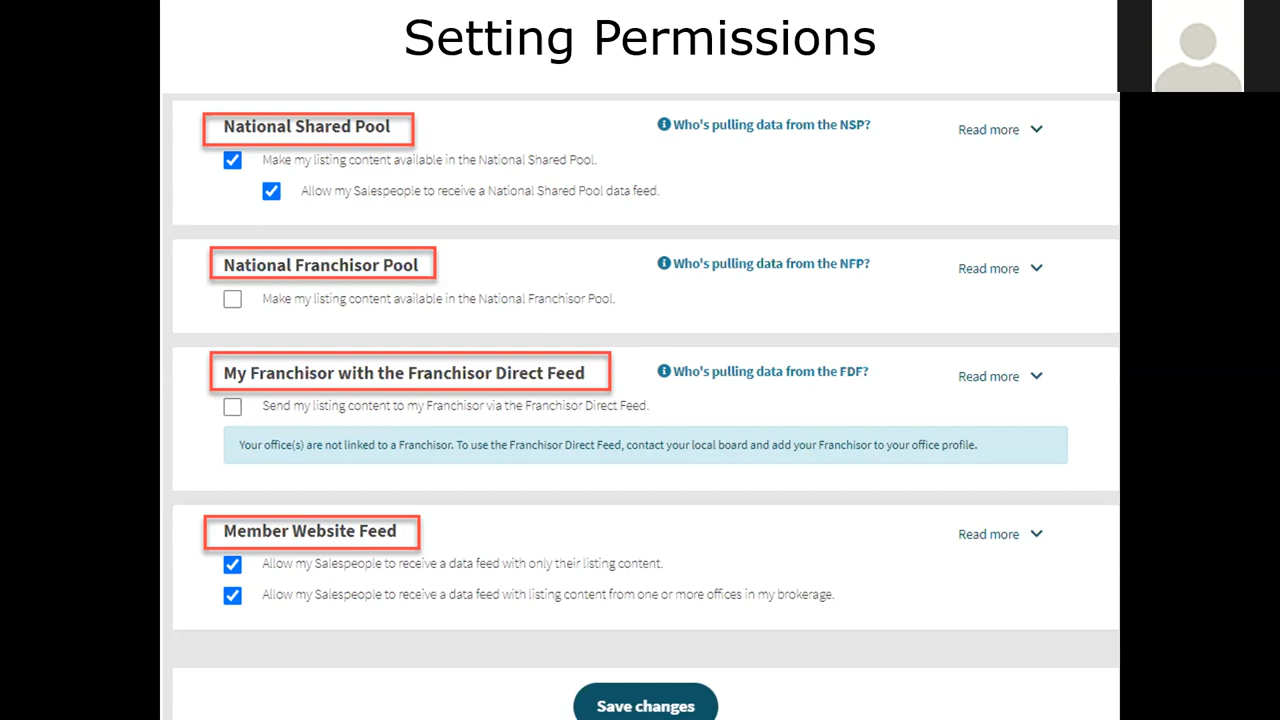 Setting Permissions
National Shared Pool
Who's pulling data from the NSP?
Read more
Make my listing content available in the National Shared Pool.
Allow my Salespeople to receive a National Shared Pool data feed.
National Franchisor Pool
Who's pulling data from the NFP?
Read more
Make my listing content available in the National Franchisor Pool.
My Franchisor with the Franchisor Direct Feed
Who's pulling data from the FDF?
Read more
Send my listing content to my Franchisor via the Franchisor Direct Feed.
Your office(s) are not linked to a Franchisor. To use the Franchisor Direct Feed, contact your local board and add your Franchisor to your office profile.
Member Website Feed
Read more
Allow my Salespeople to receive a data feed with only their listing content.
Allow my Salespeople to receive a data feed with listing content from one or more offices in my brokerage.
Save changes